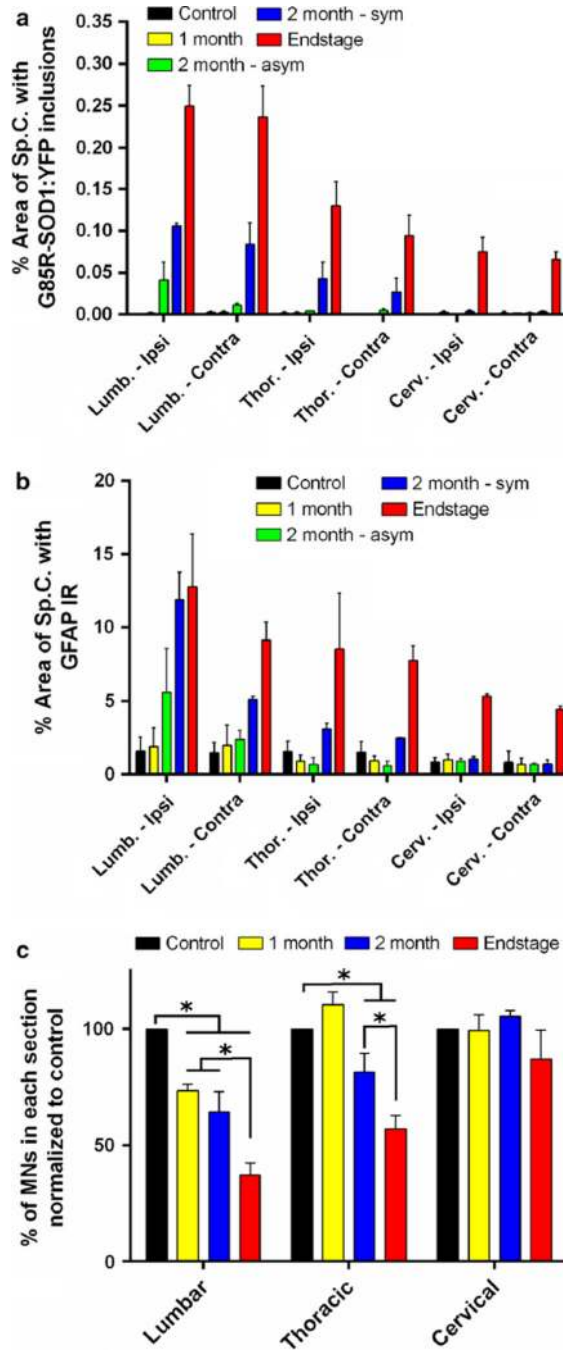 a
Control
2 month - sym
1 month
Endstage
2 month - asym
% Area of Sp.C. with
G85R-SOD1:YFP inclusions
0.30
0.25
0.20
0.15
0.10
0.05
0.00
Lumb. - Ipsi
Lumb. - Contra
Thor. - Ipsi
Thor. - Contra
Cerv. - Ipsi
Cerv. - Contra
b
Control
2 month - sym
1 month
Endstage
2 month - asym
% Area of Sp.C. with
GFAP IR
20
15
10
5
0
Lumb. - Ipsi
Lumb. - Contra
Thor. - Ipsi
Thor. - Contra
Cerv. - Ipsi
Cerv. - Contra
c
Control 1 month 2 month Endstage
% of MNs in each section
normalized to control
100
50
0
* * * *
Lumbar
Thoracic
Cervical